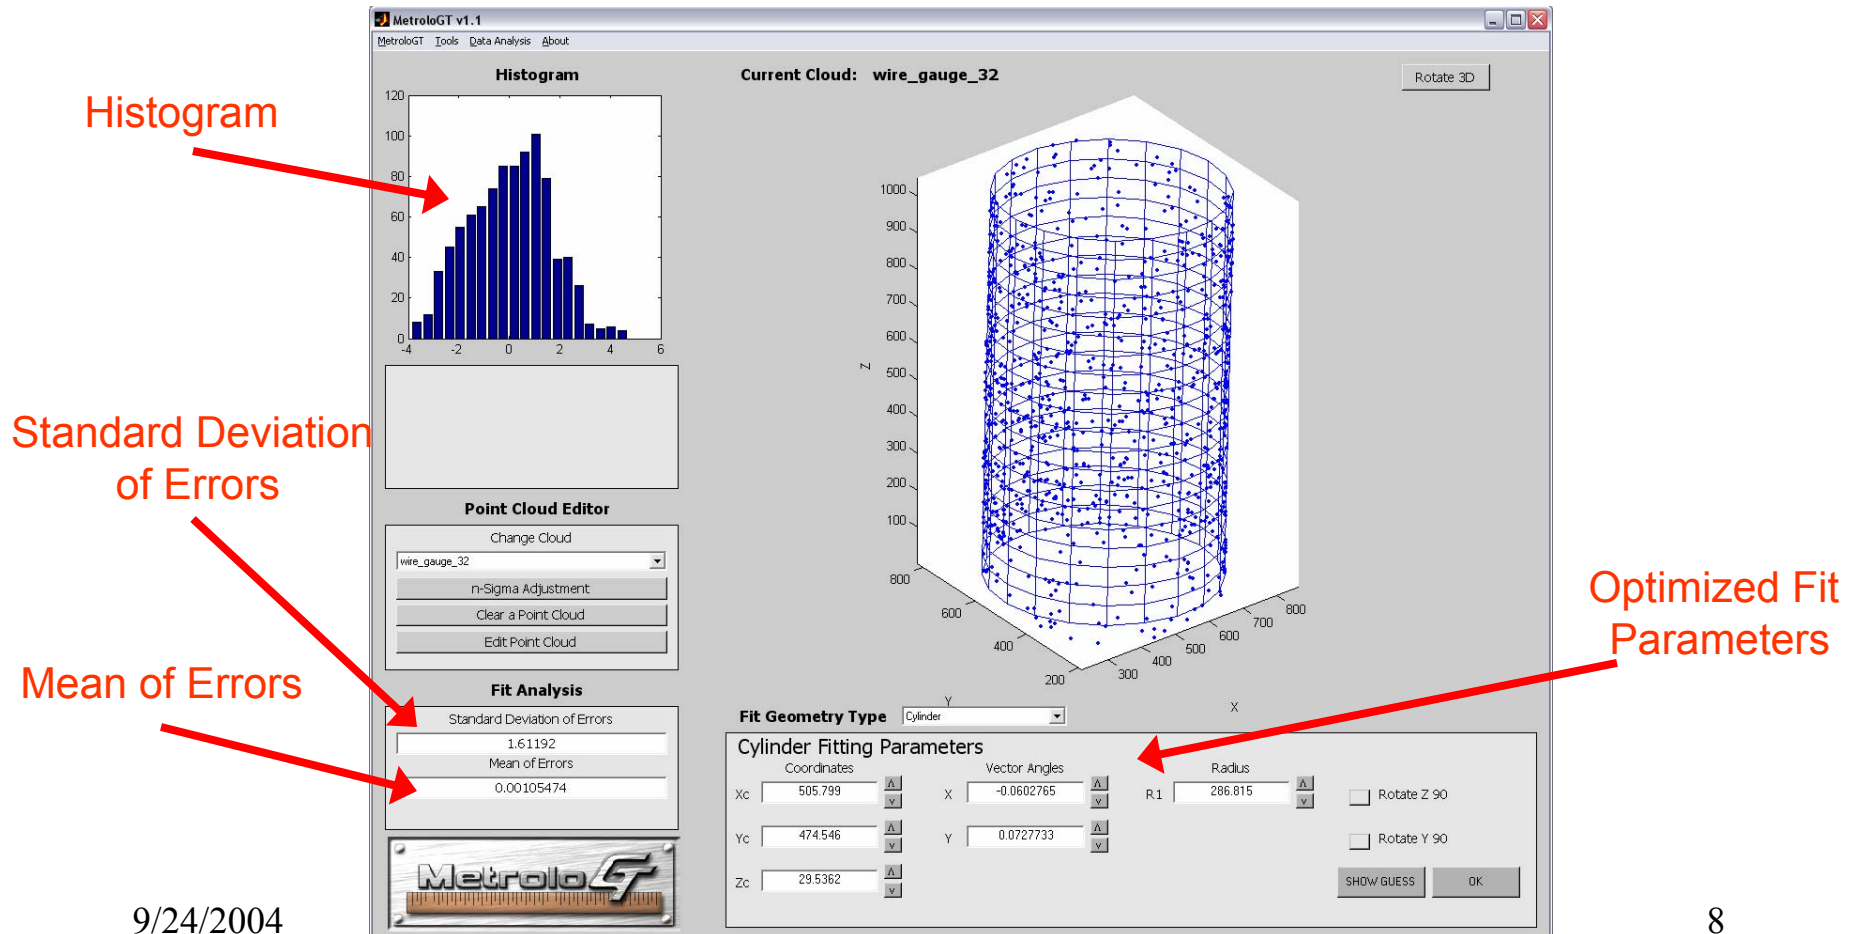 MetroloGT v1.1
MetroloGT Tools Data Analysis About
Histogram
Current Cloud: wire_gauge_32
Rotate 3D
Histogram
120
100
80
60
40
20
0
-4 -2 0 2 4 6
1000
900
800
700
600
500
400
300
200
100
Z
800
600
400
200
Y
300
400
500
600
700
800
X
Standard Deviation
of Errors
Point Cloud Editor
Change Cloud
wire_gauge_32
n-Sigma Adjustment
Clear a Point Cloud
Edit Point Cloud
Optimized Fit
Parameters
Mean of Errors
Fit Analysis
Standard Deviation of Errors
1.61192
Mean of Errors
0.00105474
Fit Geometry Type Cylinder
Cylinder Fitting Parameters
Coordinates Vector Angles Radius
Xc 505.799 X -0.0602765 R1 286.815 Rotate Z 90
Yc 474.546 Y 0.0727733 Rotate Y 90
Zc 29.5362 SHOW GUESS OK
MetroloGT
9/24/2004
8